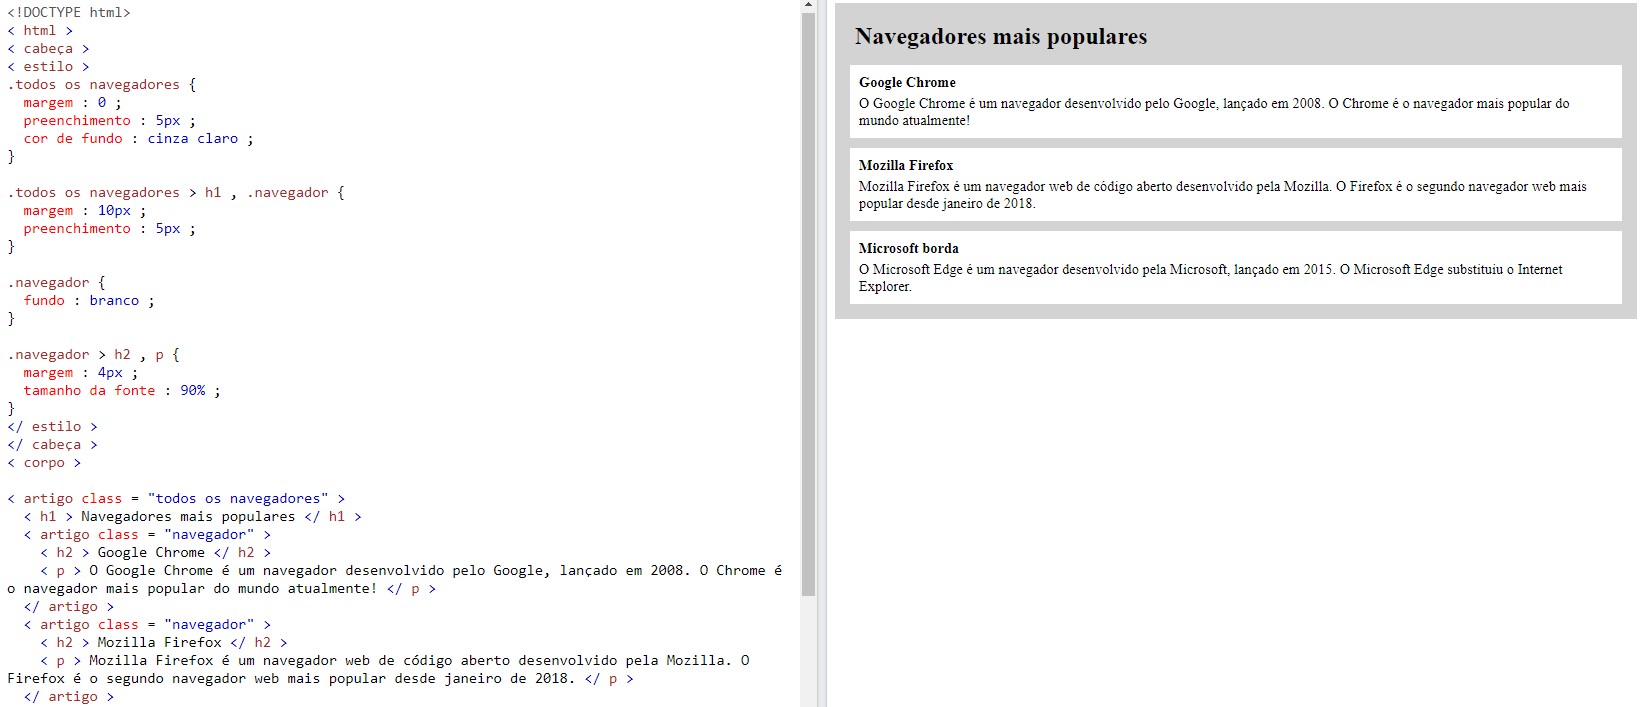 <!DOCTYPE html>
< html >
< cabeça >
< estilo >
.todos os navegadores {
margem : 0 ;
preenchimento : 5px ;
cor de fundo : cinza claro ;
}
.todos os navegadores > h1 , .navegador {
margem : 10px ;
preenchimento : 5px ;
}
.navegador {
fundo : branco ;
}
.navegador > h2 , p {
margem : 4px ;
tamanho da fonte : 90% ;
}
</ estilo >
</ cabeça >
< corpo >
< artigo class = "todos os navegadores" >
< h1 > Navegadores mais populares </ h1 >
< artigo class = "navegador" >
< h2 > Google Chrome </ h2 >
< p > O Google Chrome é um navegador desenvolvido pelo Google, lançado em 2008. O Chrome é
o navegador mais popular do mundo atualmente! </ p >
</ artigo >
< artigo class = "navegador" >
< h2 > Mozilla Firefox </ h2 >
< p > Mozilla Firefox é um navegador web de código aberto desenvolvido pela Mozilla. O
Firefox é o segundo navegador web mais popular desde janeiro de 2018. </ p >
</ artigo >
Navegadores mais populares
Google Chrome
O Google Chrome é um navegador desenvolvido pelo Google, lançado em 2008. O Chrome é o navegador mais popular do
mundo atualmente!
Mozilla Firefox
Mozilla Firefox é um navegador web de código aberto desenvolvido pela Mozilla. O Firefox é o segundo navegador web mais
popular desde janeiro de 2018.
Microsoft borda
O Microsoft Edge é um navegador desenvolvido pela Microsoft, lançado em 2015. O Microsoft Edge substituiu o Internet
Explorer.